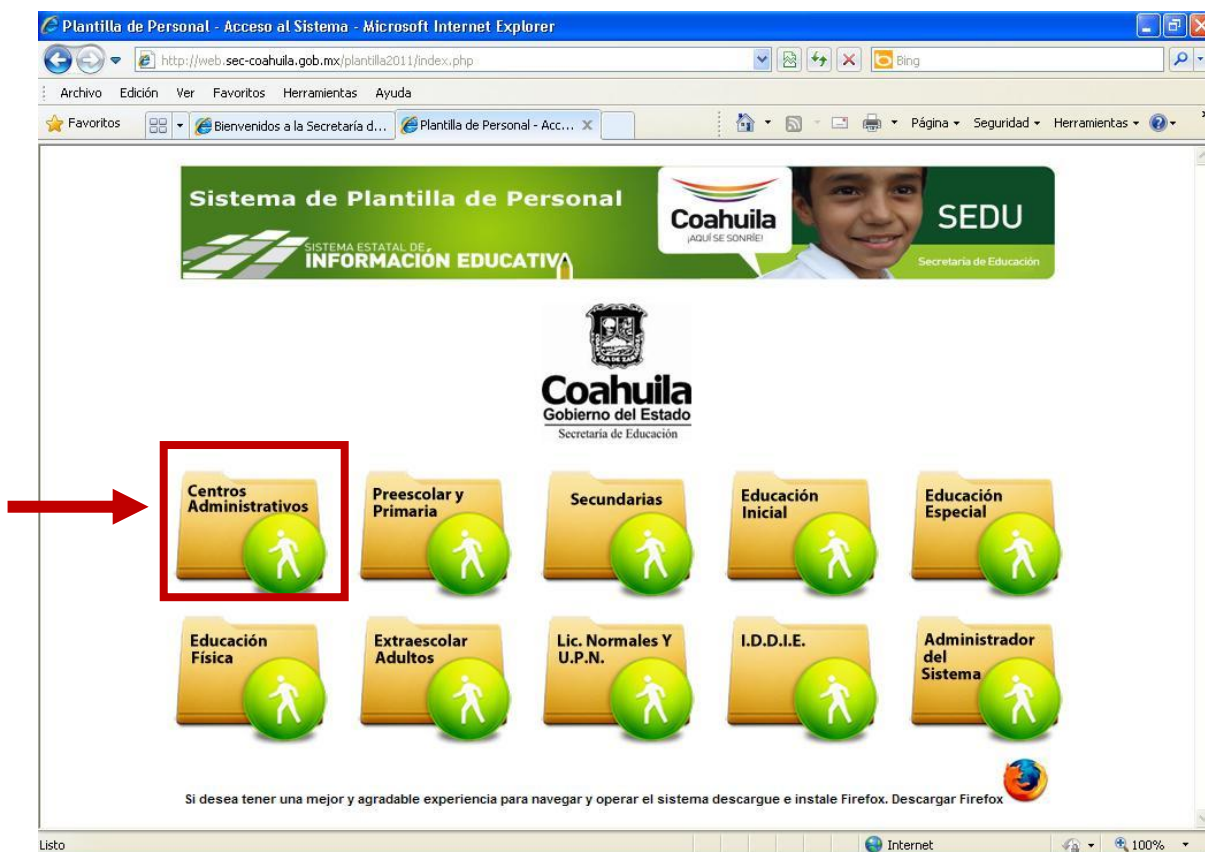 Plantilla de Personal - Acceso al Sistema - Microsoft Internet Explorer
http://web.sec-coahuila.gob.mx/plantilla2011/index.php
Bing
Archivo Edición Ver Favoritos Herramientas Ayuda
Favoritos Bienvenidos a la Secretaría d... Plantilla de Personal - Acc... Página Seguridad Herramientas
Sistema de Plantilla de Personal
SISTEMA ESTATAL DE
INFORMACIÓN EDUCATIVA
Coahuila
¡AQUÍ SE SONRÍE!
SEDU
Secretaría de Educación
Coahuila
Gobierno del Estado
Secretaría de Educación
Centros
Administrativos
Preescolar y
Primaria
Secundarias
Educación
Inicial
Educación
Especial
Educación
Física
Extraescolar
Adultos
Lic. Normales Y
U.P.N.
I.D.D.I.E.
Administrador
del
Sistema
Si desea tener una mejor y agradable experiencia para navegar y operar el sistema descargue e instale Firefox. Descargar Firefox
Listo Internet 100%